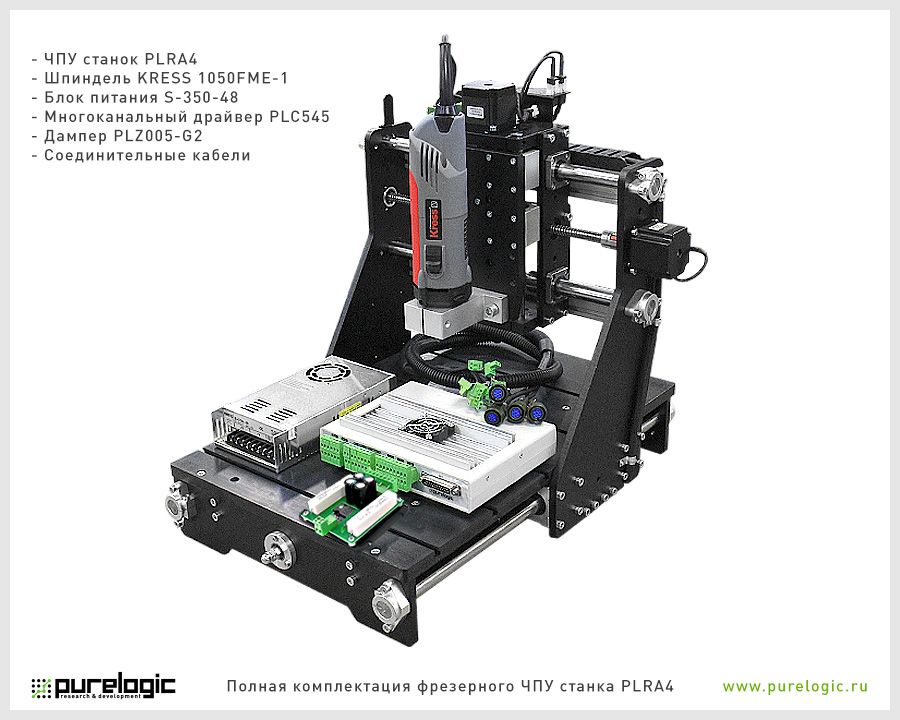 - ЧПУ станок PLRA4
- Шпиндель KRESS 1050FME-1
- Блок питания S-350-48
- Многоканальный драйвер PLC545
- Дампер PLZ005-G2
- Соединительные кабели
Kress
purelogic
purelogic
research & development
Полная комплектация фрезерного ЧПУ станка PLRA4
www.purelogic.ru